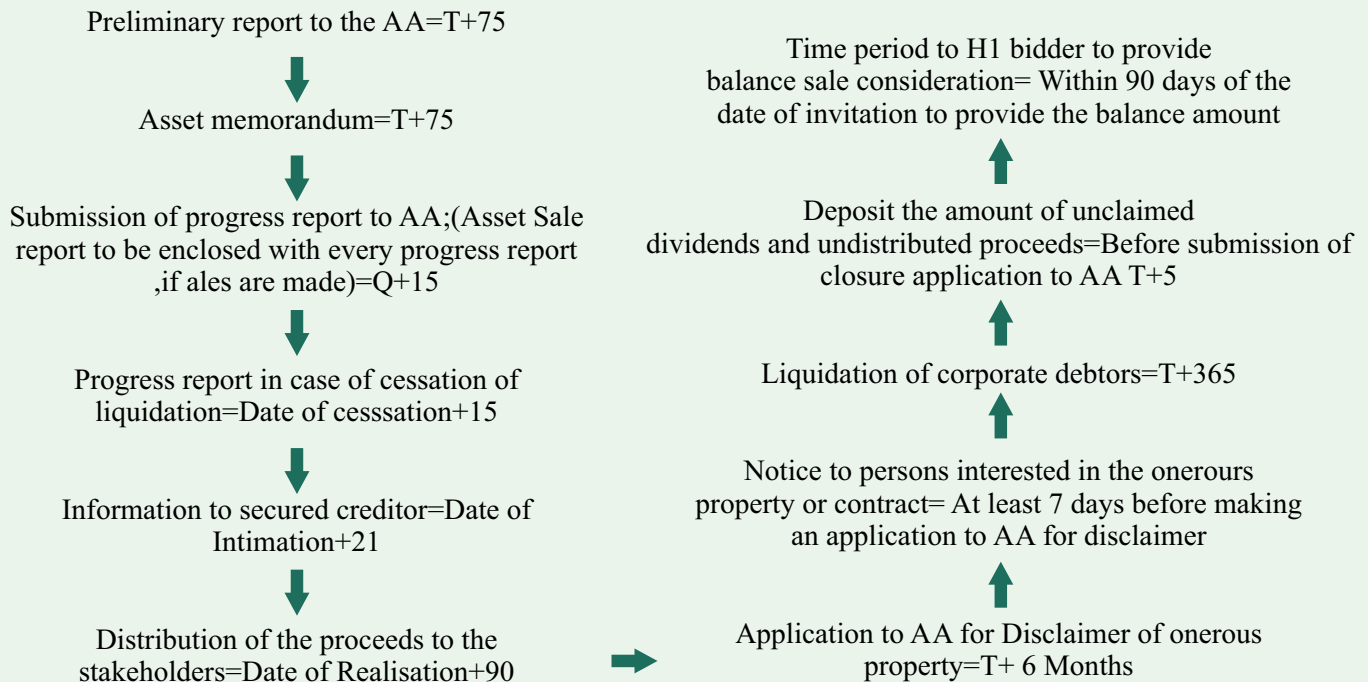 Preliminary report to the AA=T+75
Asset memorandum=T+75
Submission of progress report to AA;(Asset Sale
report to be enclosed with every progress report
,if ales are made)=Q+15
Progress report in case of cessation of
liquidation=Date of cesssation+15
Information to secured creditor=Date of
Intimation+21
Distribution of the proceeds to the
stakeholders=Date of Realisation+90
Application to AA for Disclaimer of onerous
property=T+ 6 Months
Notice to persons interested in the onerours
property or contract= At least 7 days before making
an application to AA for disclaimer
Liquidation of corporate debtors=T+365
Deposit the amount of unclaimed
dividends and undistributed proceeds=Before submission of
closure application to AA T+5
Time period to H1 bidder to provide
balance sale consideration= Within 90 days of the
date of invitation to provide the balance amount